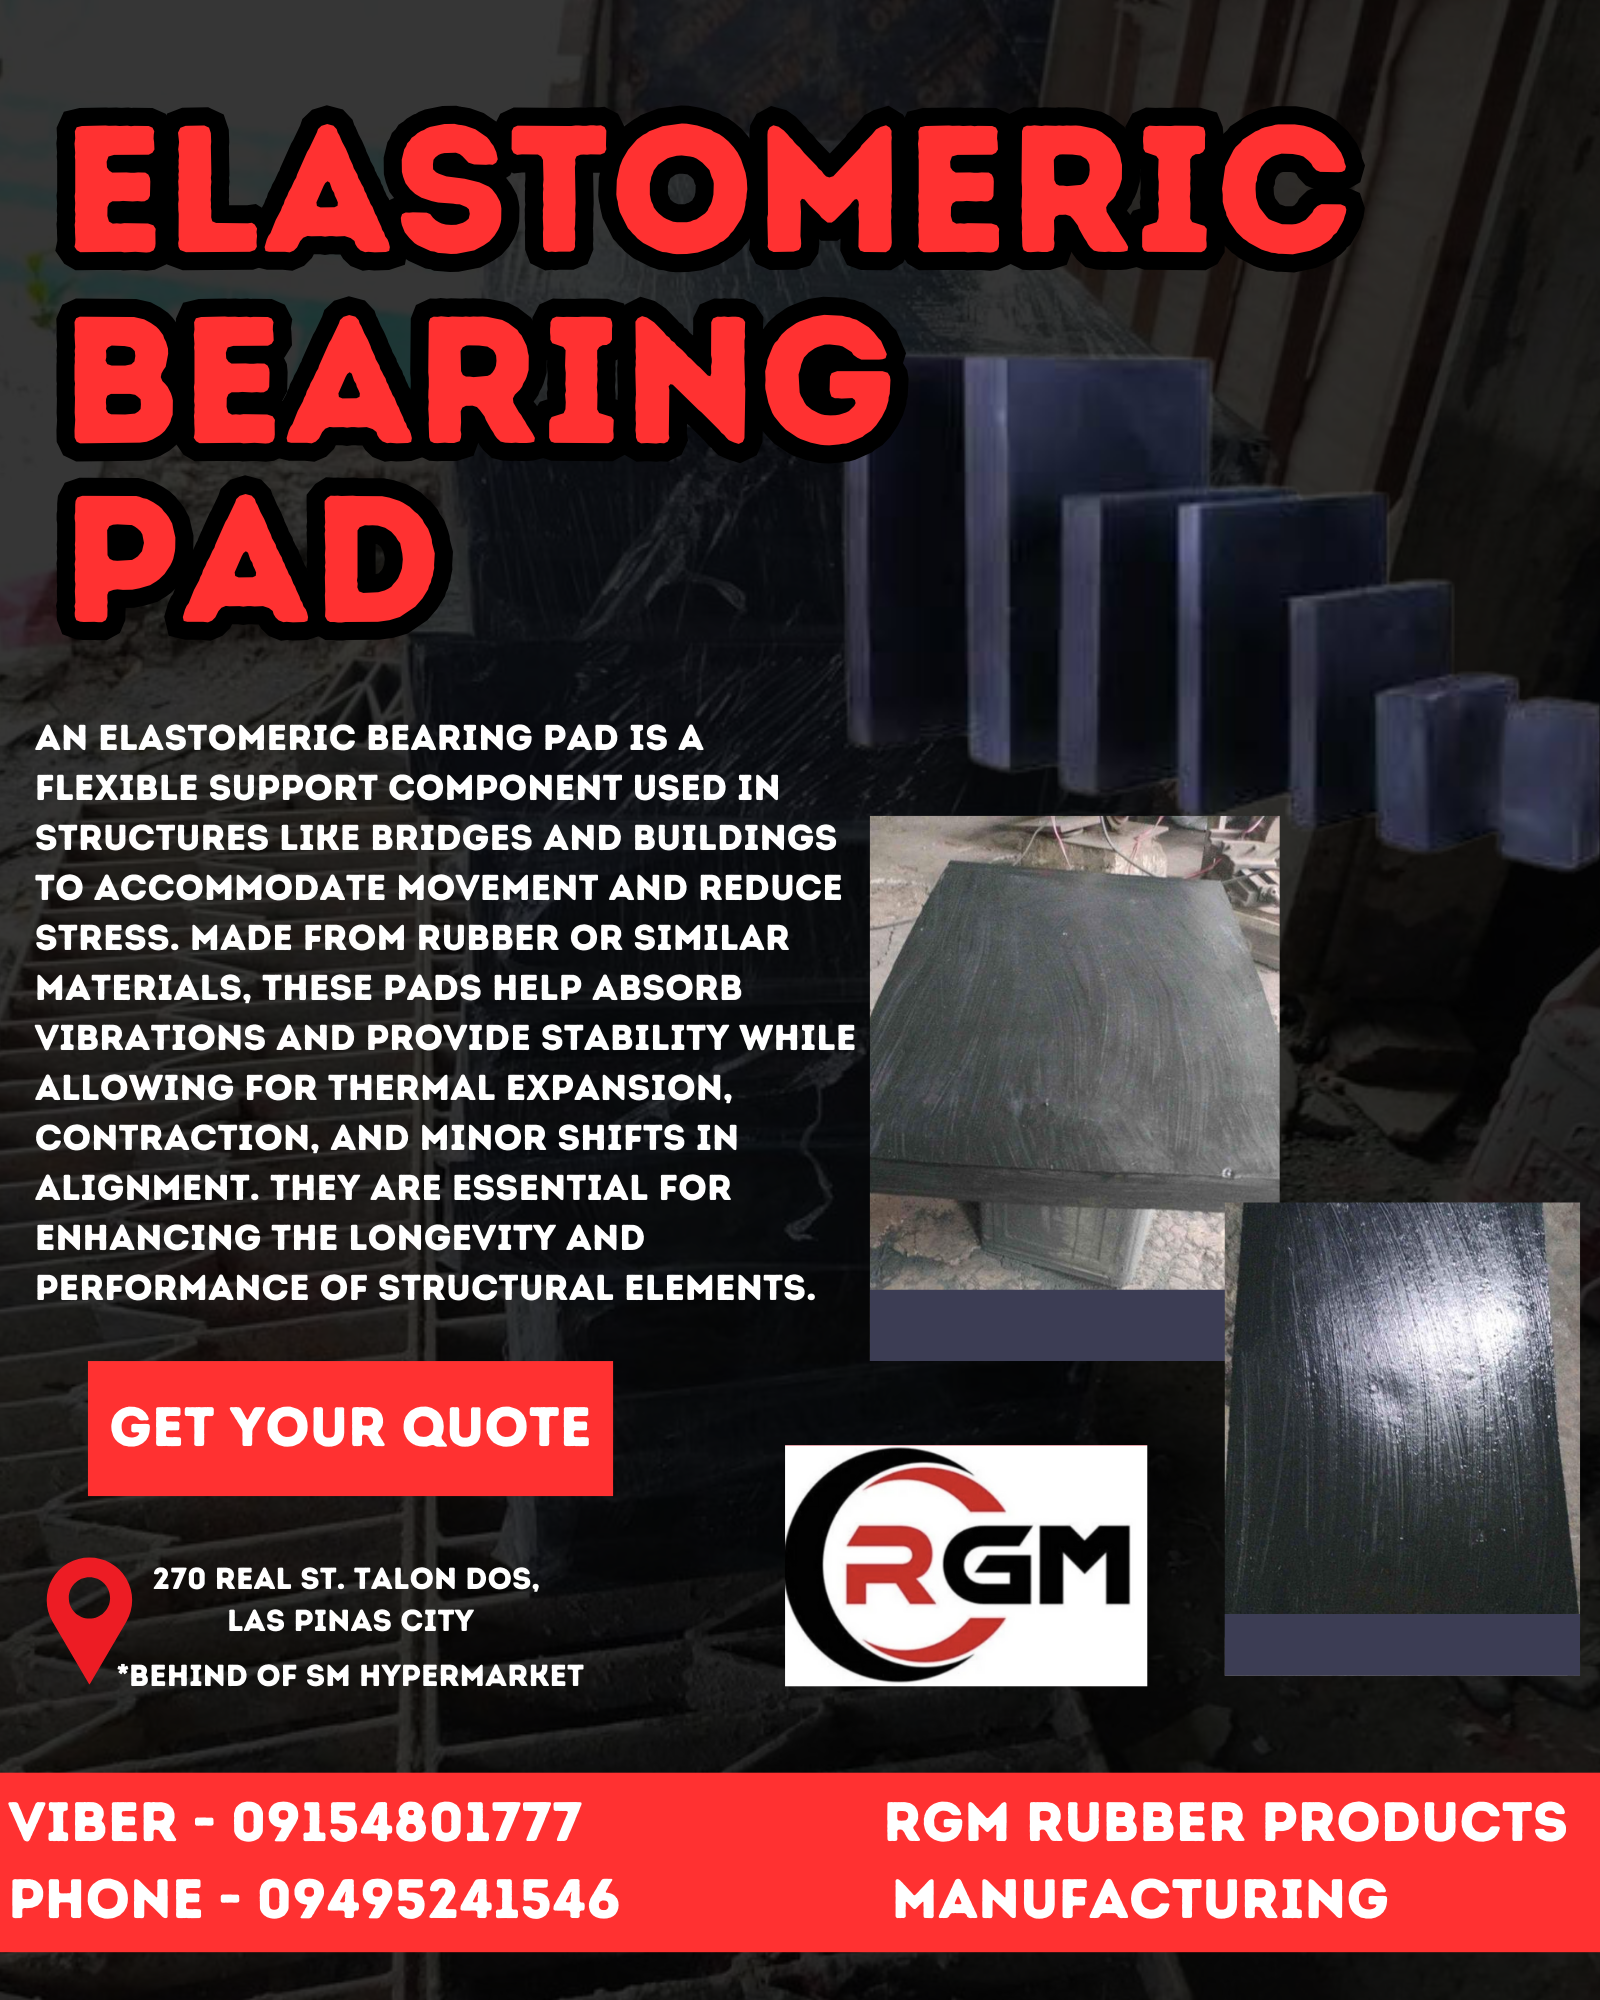 ELASTOMERIC
BEARING
PAD
AN ELASTOMERIC BEARING PAD IS A
FLEXIBLE SUPPORT COMPONENT USED IN
STRUCTURES LIKE BRIDGES AND BUILDINGS
TO ACCOMMODATE MOVEMENT AND REDUCE
STRESS. MADE FROM RUBBER OR SIMILAR
MATERIALS, THESE PADS HELP ABSORB
VIBRATIONS AND PROVIDE STABILITY WHILE
ALLOWING FOR THERMAL EXPANSION,
CONTRACTION, AND MINOR SHIFTS IN
ALIGNMENT. THEY ARE ESSENTIAL FOR
ENHANCING THE LONGEVITY AND
PERFORMANCE OF STRUCTURAL ELEMENTS.
GET YOUR QUOTE
RGM
270 REAL ST. TALON DOS,
LAS PINAS CITY
*BEHIND OF SM HYPERMARKET
VIBER - 09154801777
PHONE - 09495241546
RGM RUBBER PRODUCTS
MANUFACTURING